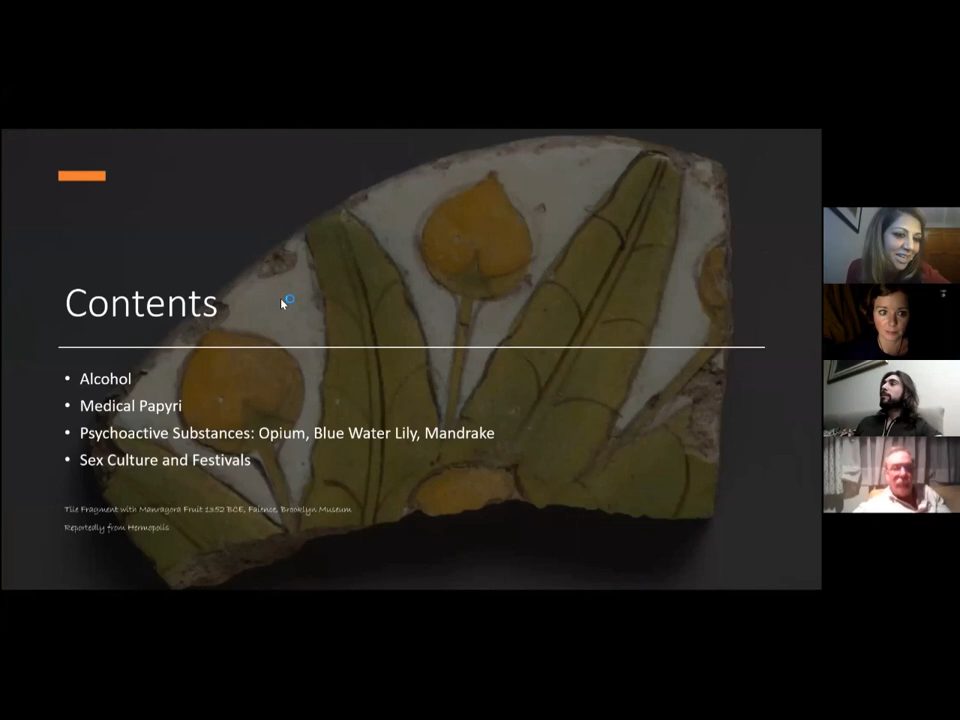 Contents
• Alcohol
• Medical Papyri
• Psychoactive Substances: Opium, Blue Water Lily, Mandrake
• Sex Culture and Festivals
Tile Fragment with Manragora Fruit 1352 BCE, Faience, Brooklyn Museum
Reportedly from Hermopolis